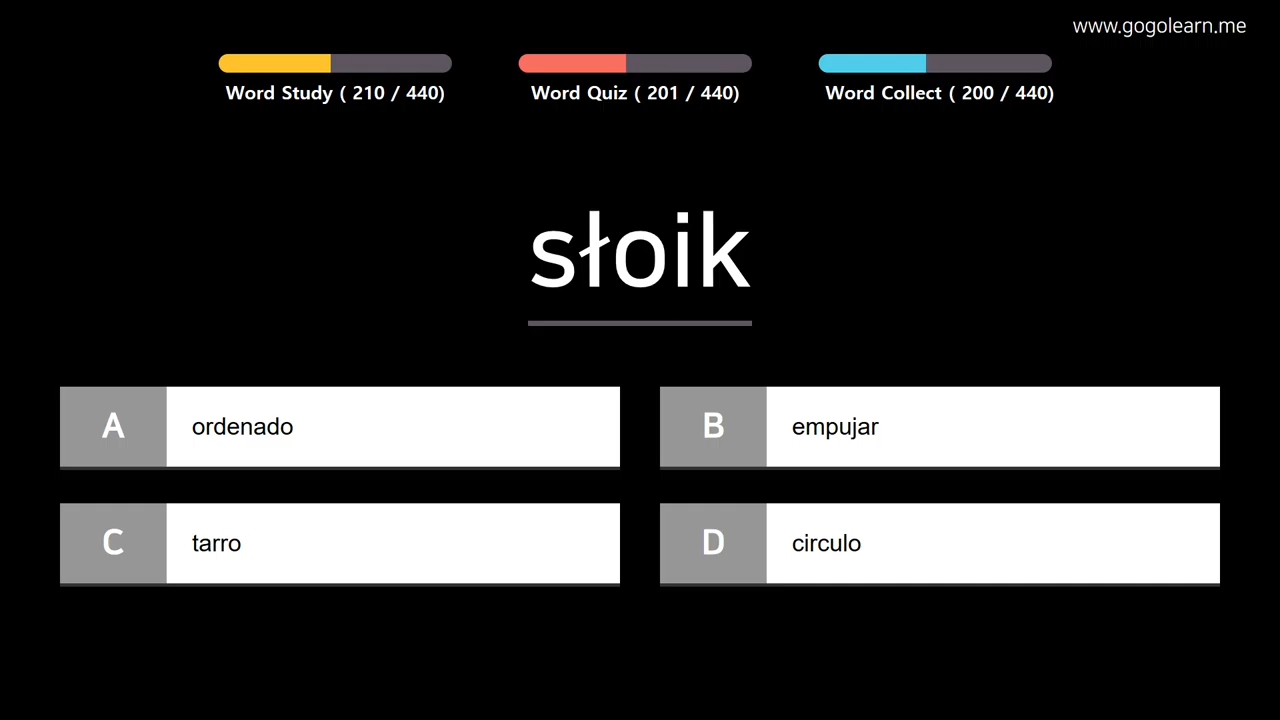 www.gogolearn.me
Word Study ( 210 / 440)
Word Quiz ( 201 / 440)
Word Collect ( 200 / 440)
słoik
A ordenado
B empujar
C tarro
D circulo